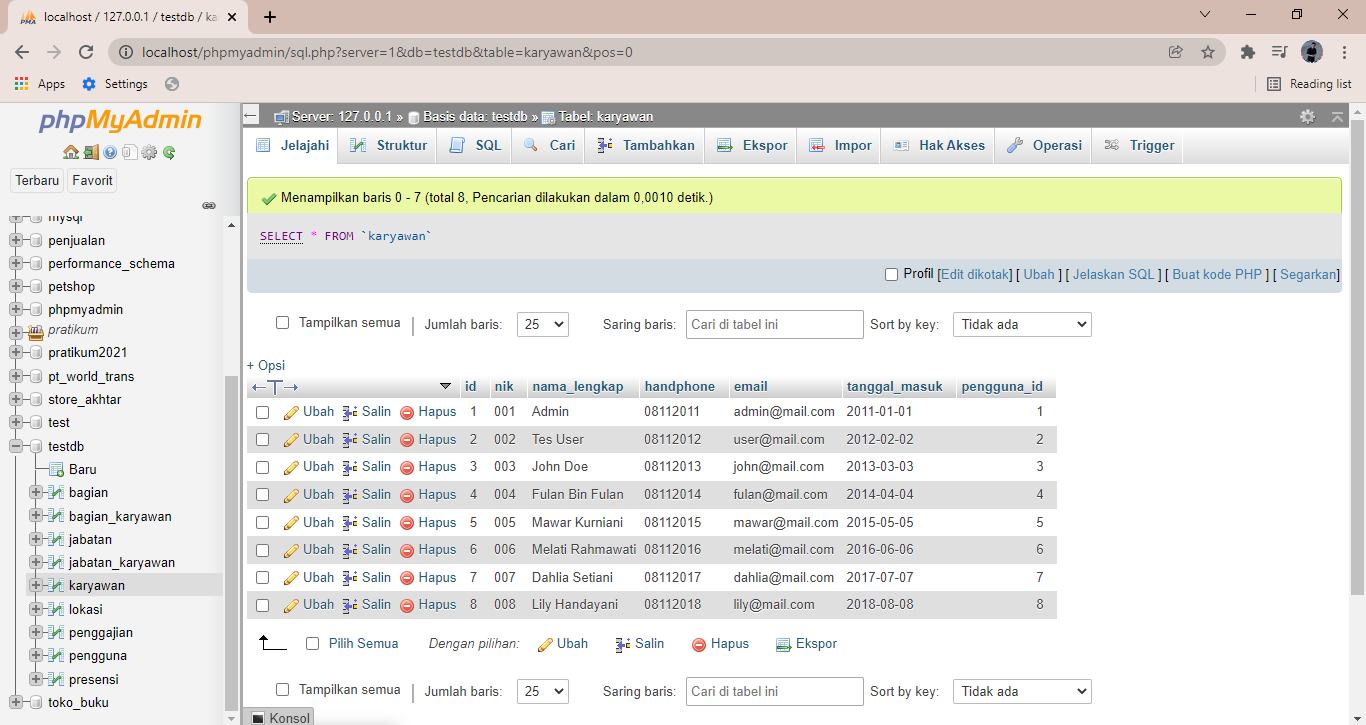 localhost / 127.0.0.1 / testdb / ka
localhost/phpmyadmin/sql.php?server=1&db=testdb&table=karyawan&pos=0
Apps Settings Reading list
phpMyAdmin
Terbaru Favorit
mysql
penjualan
performance_schema
petshop
phpmyadmin
pratikum
pratikum2021
pt_world_trans
store_akhtar
test
testdb
Baru
bagian
bagian_karyawan
jabatan
jabatan_karyawan
karyawan
lokasi
penggajian
pengguna
presensi
toko_buku
Server: 127.0.0.1 » Basis data: testdb » Tabel: karyawan
Jelajahi Struktur SQL Cari Tambahkan Ekspor Impor Hak Akses Operasi Trigger
Menampilkan baris 0 - 7 (total 8, Pencarian dilakukan dalam 0,0010 detik.)
SELECT * FROM `karyawan`
Profil [Edit dikotak] [ Ubah ] [ Jelaskan SQL ] [ Buat kode PHP ] [ Segarkan]
Tampilkan semua | Jumlah baris: 25 Saring baris: Cari di tabel ini Sort by key: Tidak ada
+ Opsi
←T→ id nik nama_lengkap handphone email tanggal_masuk pengguna_id
Ubah Salin Hapus 1 001 Admin 08112011 admin@mail.com 2011-01-01 1
Ubah Salin Hapus 2 002 Tes User 08112012 user@mail.com 2012-02-02 2
Ubah Salin Hapus 3 003 John Doe 08112013 john@mail.com 2013-03-03 3
Ubah Salin Hapus 4 004 Fulan Bin Fulan 08112014 fulan@mail.com 2014-04-04 4
Ubah Salin Hapus 5 005 Mawar Kurniani 08112015 mawar@mail.com 2015-05-05 5
Ubah Salin Hapus 6 006 Melati Rahmawati 08112016 melati@mail.com 2016-06-06 6
Ubah Salin Hapus 7 007 Dahlia Setiani 08112017 dahlia@mail.com 2017-07-07 7
Ubah Salin Hapus 8 008 Lily Handayani 08112018 lily@mail.com 2018-08-08 8
Pilih Semua Dengan pilihan: Ubah Salin Hapus Ekspor
Tampilkan semua | Jumlah baris: 25 Saring baris: Cari di tabel ini Sort by key: Tidak ada
Konsol